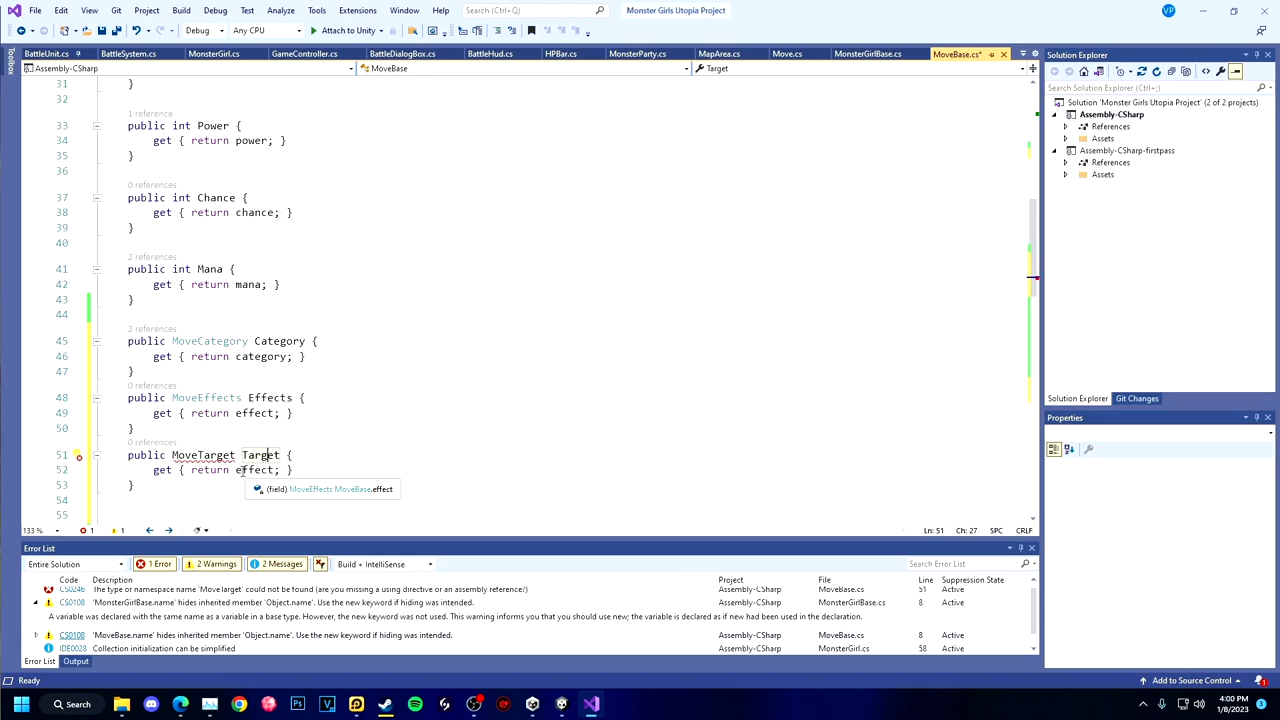 File Edit View Git Project Build Debug Test Analyze Tools Extensions Window Help Search (Ctrl+Q) Monster Girls Utopia Project VP
Debug Any CPU Attach to Unity
Toolbox
BattleUnit.cs BattleSystem.cs MonsterGirl.cs GameController.cs BattleDialogBox.cs BattleHud.cs HPBar.cs MonsterParty.cs MapArea.cs Move.cs MonsterGirlBase.cs MoveBase.cs*
Assembly-CSharp MoveBase Target
31 }
32
1 reference
33 public int Power {
34 get { return power; }
35 }
36
0 references
37 public int Chance {
38 get { return chance; }
39 }
40
2 references
41 public int Mana {
42 get { return mana; }
43 }
44
2 references
45 public MoveCategory Category {
46 get { return category; }
47 }
0 references
48 public MoveEffects Effects {
49 get { return effect; }
50 }
0 references
51 public MoveTarget Target {
52 get { return effect; }
53 }
(field) MoveEffects MoveBase.effect
54
55
133 % 1 1 Ln: 51 Ch: 27 SPC CRLF
Error List
Entire Solution 1 Error 2 Warnings 2 Messages Build + IntelliSense Search Error List
Code Description Project File Line Suppression State
CS0246 The type or namespace name 'MoveTarget' could not be found (are you missing a using directive or an assembly reference?) Assembly-CSharp MoveBase.cs 51 Active
CS0108 'MonsterGirlBase.name' hides inherited member 'Object.name'. Use the new keyword if hiding was intended. Assembly-CSharp MonsterGirlBase.cs 8 Active
A variable was declared with the same name as a variable in a base type. However, the new keyword was not used. This warning informs you that you should use new; the variable is declared as if new had been used in the declaration.
CS0108 'MoveBase.name' hides inherited member 'Object.name'. Use the new keyword if hiding was intended. Assembly-CSharp MoveBase.cs 8 Active
IDE0028 Collection initialization can be simplified Assembly-CSharp MonsterGirl.cs 58 Active
Error List Output
Solution Explorer
Search Solution Explorer (Ctrl+;)
Solution 'Monster Girls Utopia Project' (2 of 2 projects)
Assembly-CSharp
References
Assets
Assembly-CSharp-firstpass
References
Assets
Solution Explorer Git Changes
Properties
Ready Add to Source Control 1
Search 4:00 PM
1/8/2023 3